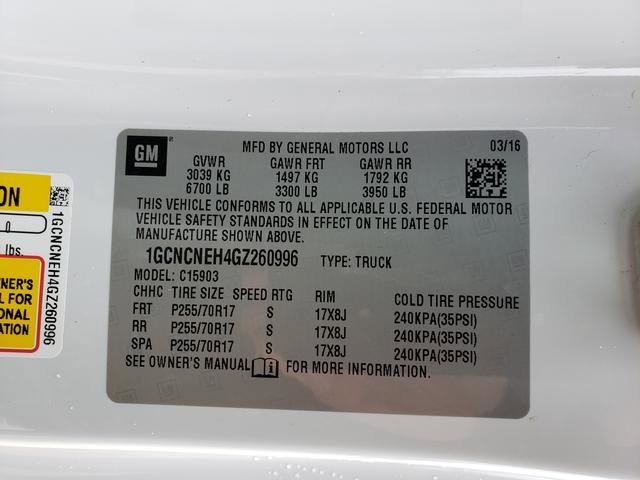 GM
MFD BY GENERAL MOTORS LLC 03/16
GVWR GAWR FRT GAWR RR
3039 KG 1497 KG 1792 KG
6700 LB 3300 LB 3950 LB
THIS VEHICLE CONFORMS TO ALL APPLICABLE U.S. FEDERAL MOTOR
VEHICLE SAFETY STANDARDS IN EFFECT ON THE DATE OF
MANUFACTURE SHOWN ABOVE.
1GCNCNEH4GZ260996 TYPE: TRUCK
MODEL: C15903
CHHC TIRE SIZE SPEED RTG RIM COLD TIRE PRESSURE
FRT P255/70R17 S 17X8J 240KPA(35PSI)
RR P255/70R17 S 17X8J 240KPA(35PSI)
SPA P255/70R17 S 17X8J 240KPA(35PSI)
SEE OWNER'S MANUAL i FOR MORE INFORMATION.
ON
0
lbs.
WNER'S
L FOR
ONAL
TION
1GCNCNEH4GZ260996